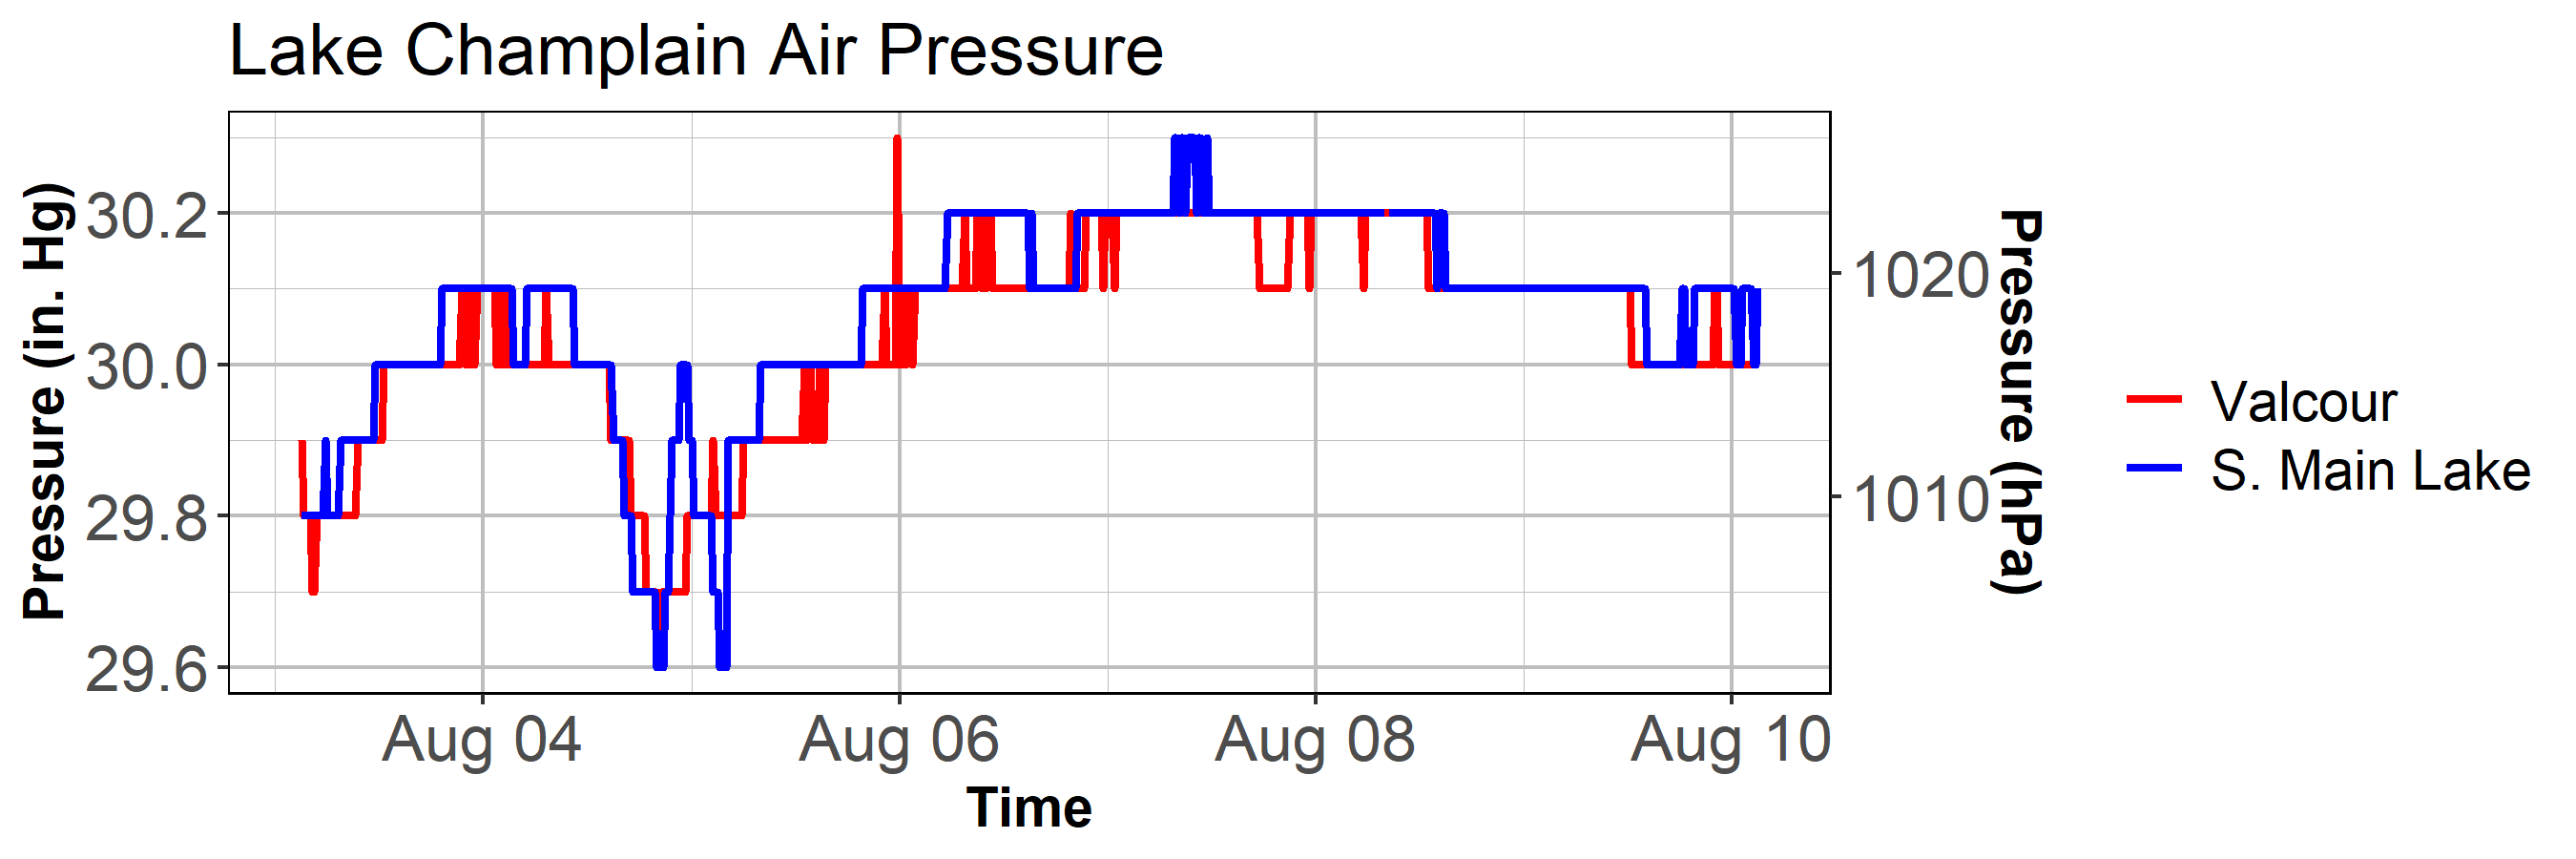 Lake Champlain Air Pressure
Pressure (in. Hg)
30.2
30.0
29.8
29.6
Aug 04
Aug 06
Aug 08
Aug 10
Time
1020
1010
Pressure (hPa)
Valcour
S. Main Lake